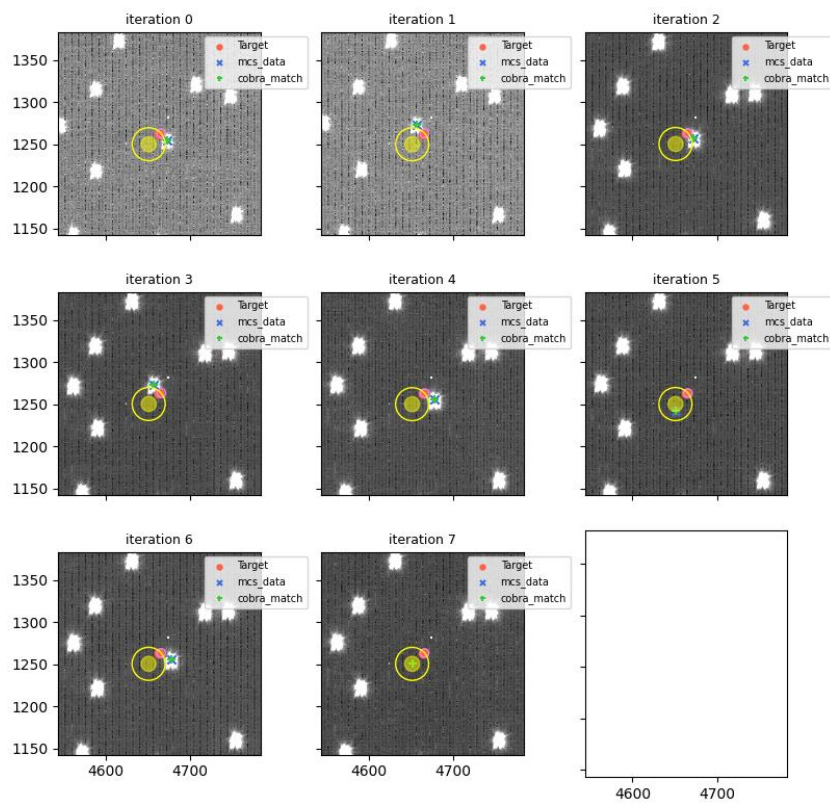 iteration 0
iteration 1
iteration 2
Target
mcs_data
cobra_match
Target
mcs_data
cobra_match
Target
mcs_data
cobra_match
1350
1300
1250
1200
1150
4600
4700
iteration 3
iteration 4
iteration 5
Target
mcs_data
cobra_match
Target
mcs_data
cobra_match
Target
mcs_data
cobra_match
1350
1300
1250
1200
1150
iteration 6
iteration 7
Target
mcs_data
cobra_match
Target
mcs_data
cobra_match
1350
1300
1250
1200
1150
4600
4700
4600
4700
4600
4700